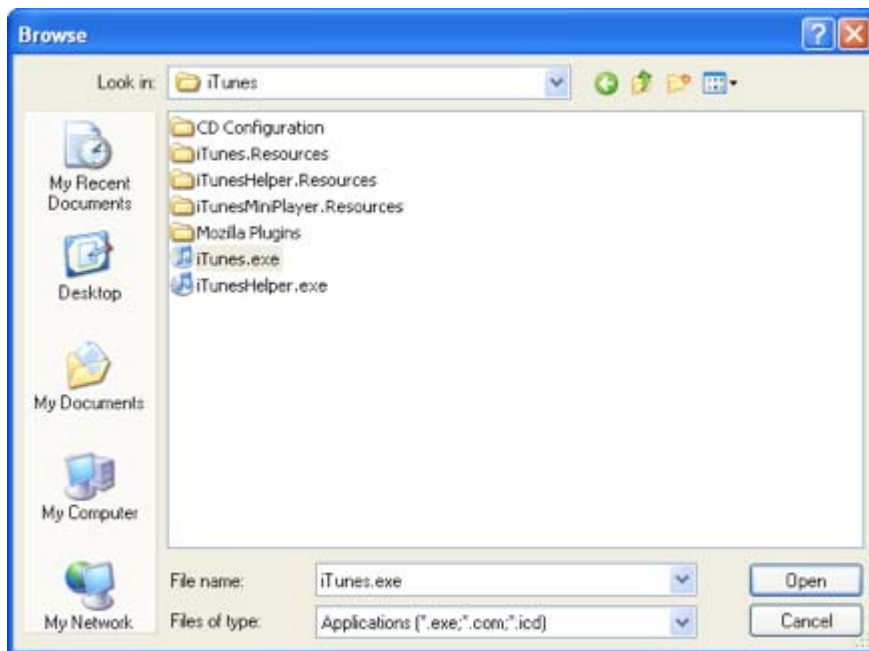 Browse
Look in:
iTunes
My Recent
Documents
Desktop
My Documents
My Computer
My Network
CD Configuration
iTunes.Resources
iTunesHelper.Resources
iTunesMiniPlayer.Resources
Mozilla Plugins
iTunes.exe
iTunesHelper.exe
File name:
iTunes.exe
Open
Files of type:
Applications (*.exe;*.com;*.icd)
Cancel